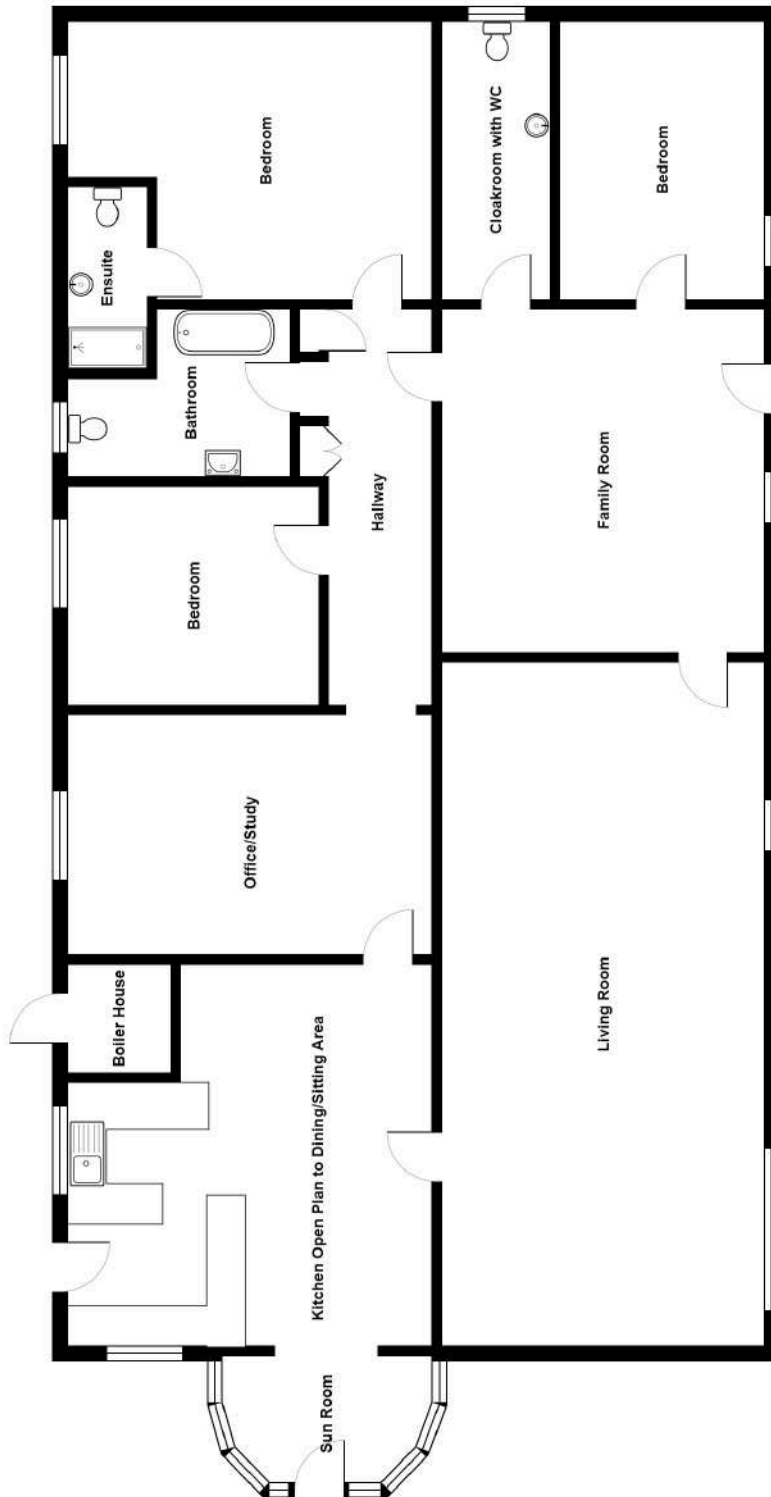 Bedroom
Cloakroom with WC
Bedroom
Ensuite
Bathroom
Hallway
Family Room
Bedroom
Office/Study
Boiler House
Living Room
Kitchen Open Plan to Dining/Sitting Area
Sun Room